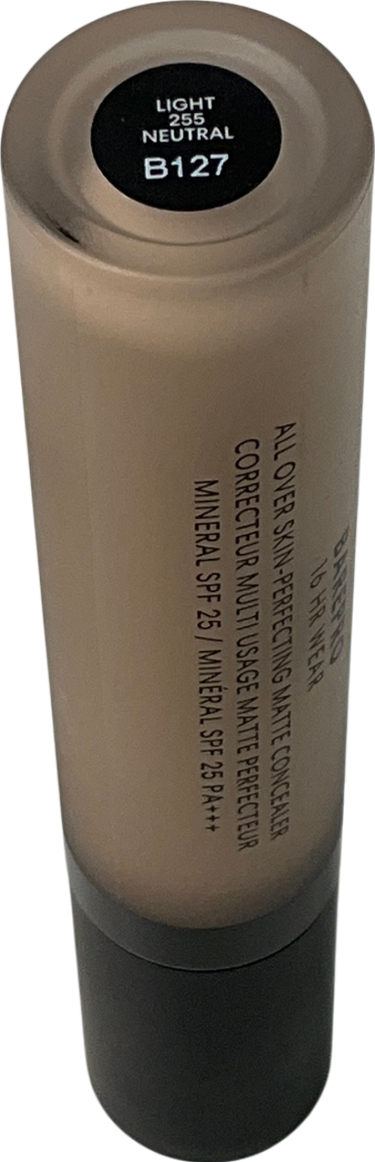 LIGHT
255
NEUTRAL
B127
BAREPRO
16 HR WEAR
ALL OVER SKIN-PERFECTING MATTE CONCEALER
CORRECTEUR MULTI USAGE MATTE PERFECTEUR
MINERAL SPF 25 / MINÉRAL SPF 25 PA+++